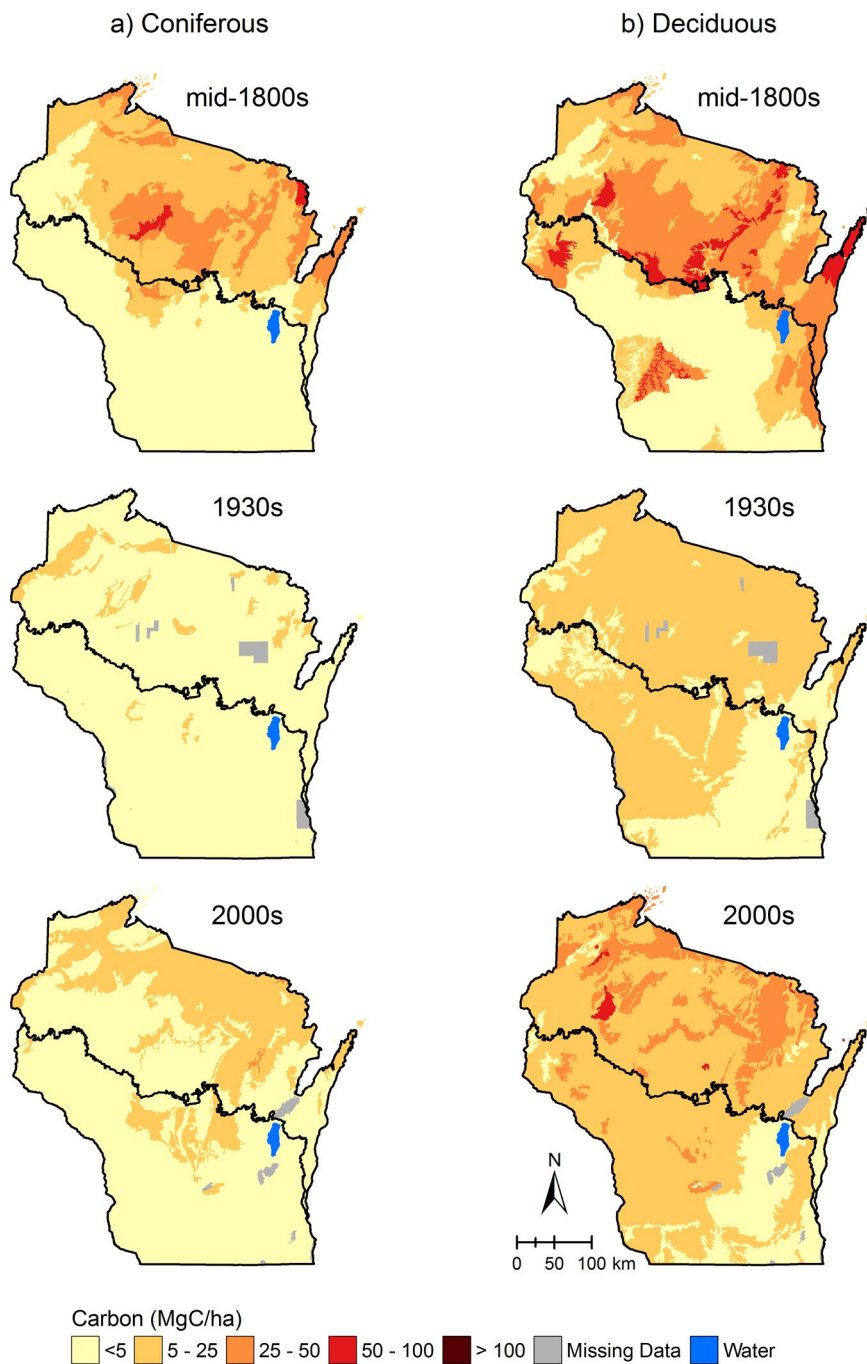 a) Coniferous
b) Deciduous
mid-1800s
mid-1800s
1930s
1930s
2000s
2000s
N
0 50 100 km
Carbon (MgC/ha)
<5 5 - 25 25 - 50 50 - 100 > 100 Missing Data Water